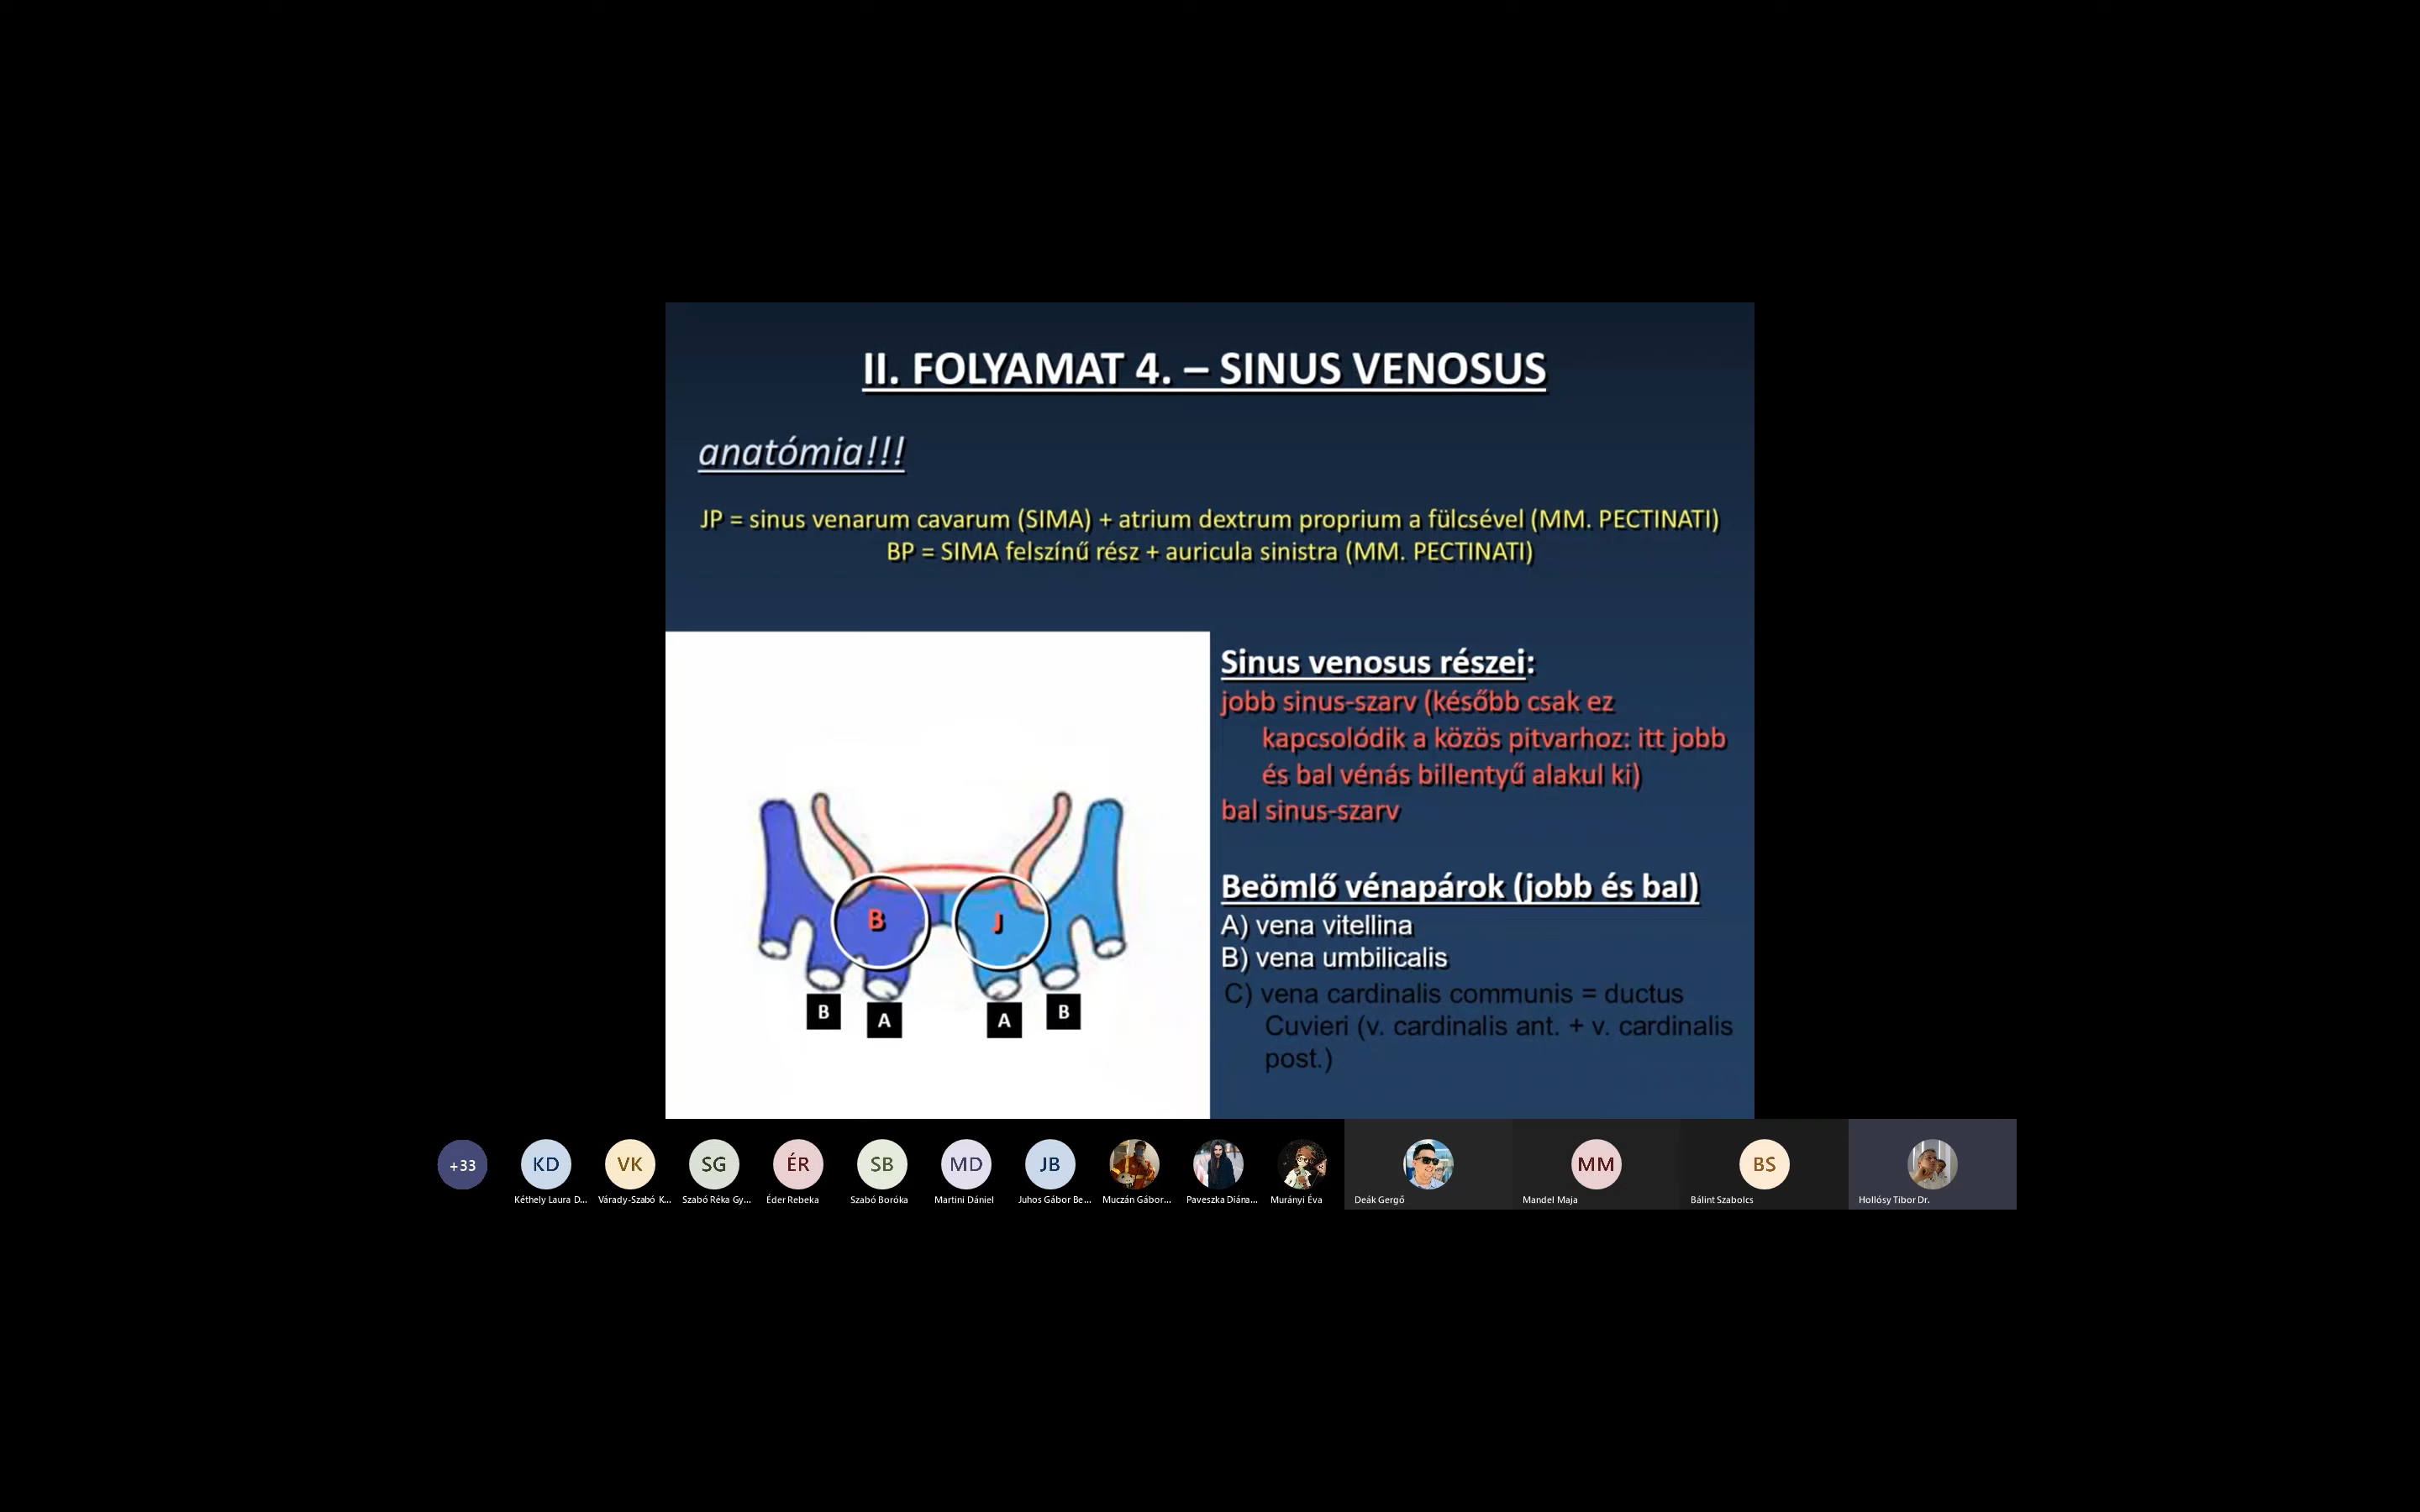 II. FOLYAMAT 4. – SINUS VENOSUS
anatómia!!!
JP = sinus venarum cavarum (SIMA) + atrium dextrum proprium a fülcsével (MM. PECTINATI)
BP = SIMA felszínű rész + auricula sinistra (MM. PECTINATI)
Sinus venosus részei:
jobb sinus-szarv (később csak ez
kapcsolódik a közös pitvarhoz: itt jobb
és bal vénás billentyű alakul ki)
bal sinus-szarv
Beömlő vénapárok (jobb és bal)
A) vena vitellina
B) vena umbilicalis
C) vena cardinalis communis = ductus
Cuvieri (v. cardinalis ant. + v. cardinalis
post.)
B J
B A A B
+33 KD VK SG ÉR SB MD JB MM BS
Kéthely Laura D... Várady-Szabó K... Szabó Réka Gy... Éder Rebeka Szabó Boróka Martini Dániel Juhos Gábor Be... Muczán Gábor... Paveszka Diána... Murányi Éva Deák Gergő Mandel Maja Bálint Szabolcs Hollósy Tibor Dr.